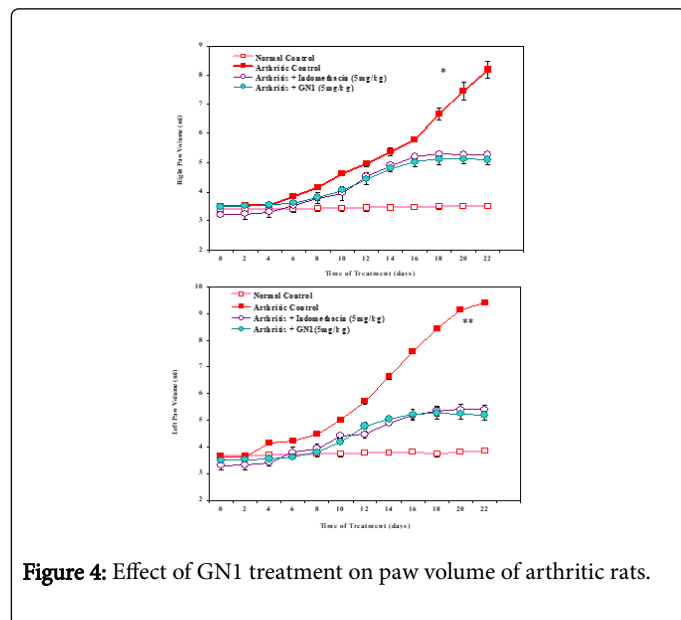 9
8
7
6
5
4
3
2
Right Paw Volume (ml)
Normal Control
Arthritic Control
Arthritis + Indomethacin (5mg/kg)
Arthritis + GN1 (5mg/kg)
*
0 2 4 6 8 10 12 14 16 18 20 22
Time of Treatment (days)
10
9
8
7
6
5
4
3
2
Left Paw Volume (ml)
Normal Control
Arthritic Control
Arthritis + Indomethacin (5mg/kg)
Arthritis + GN1(5mg/kg)
**
0 2 4 6 8 10 12 14 16 18 20 22
Time of Treatment (days)
Figure 4: Effect of GN1 treatment on paw volume of arthritic rats.